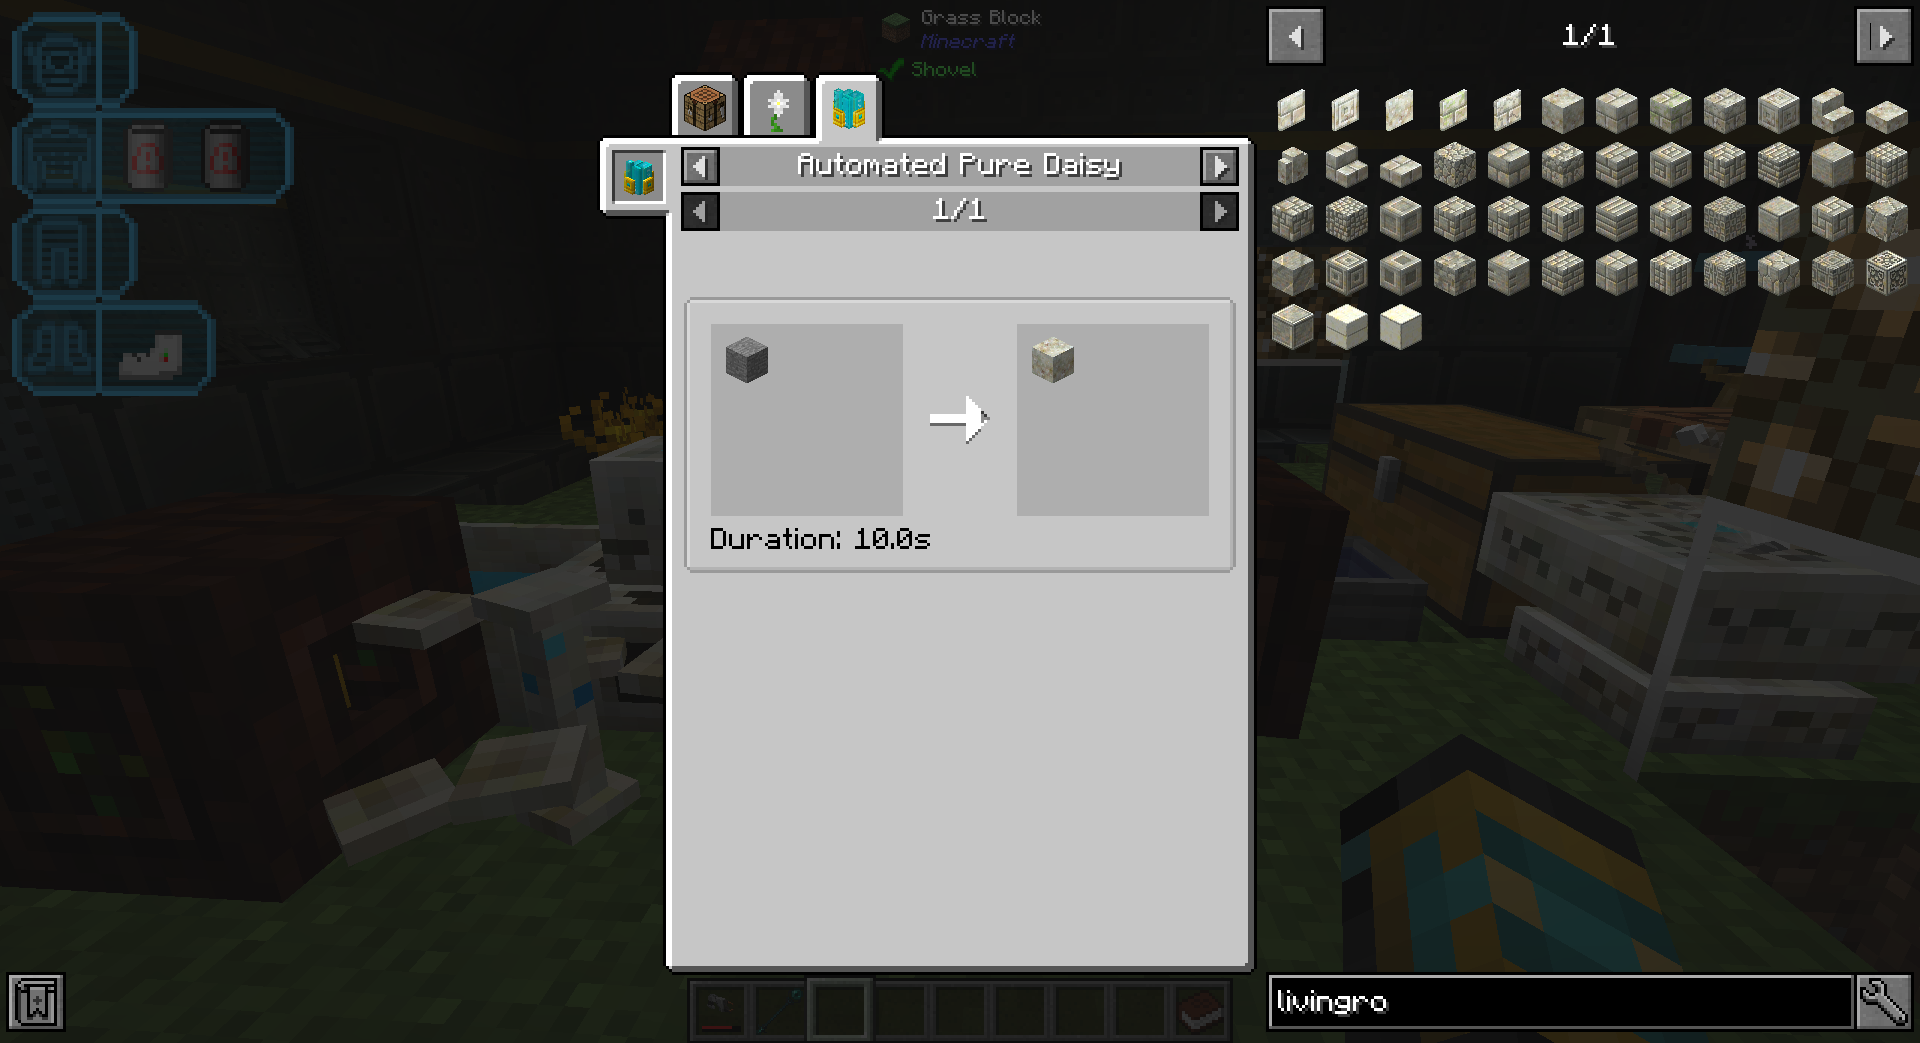 Grass Block
Minecraft
Shovel
1/1
Automated Pure Daisy
1/1
Duration: 10.0s
livingro